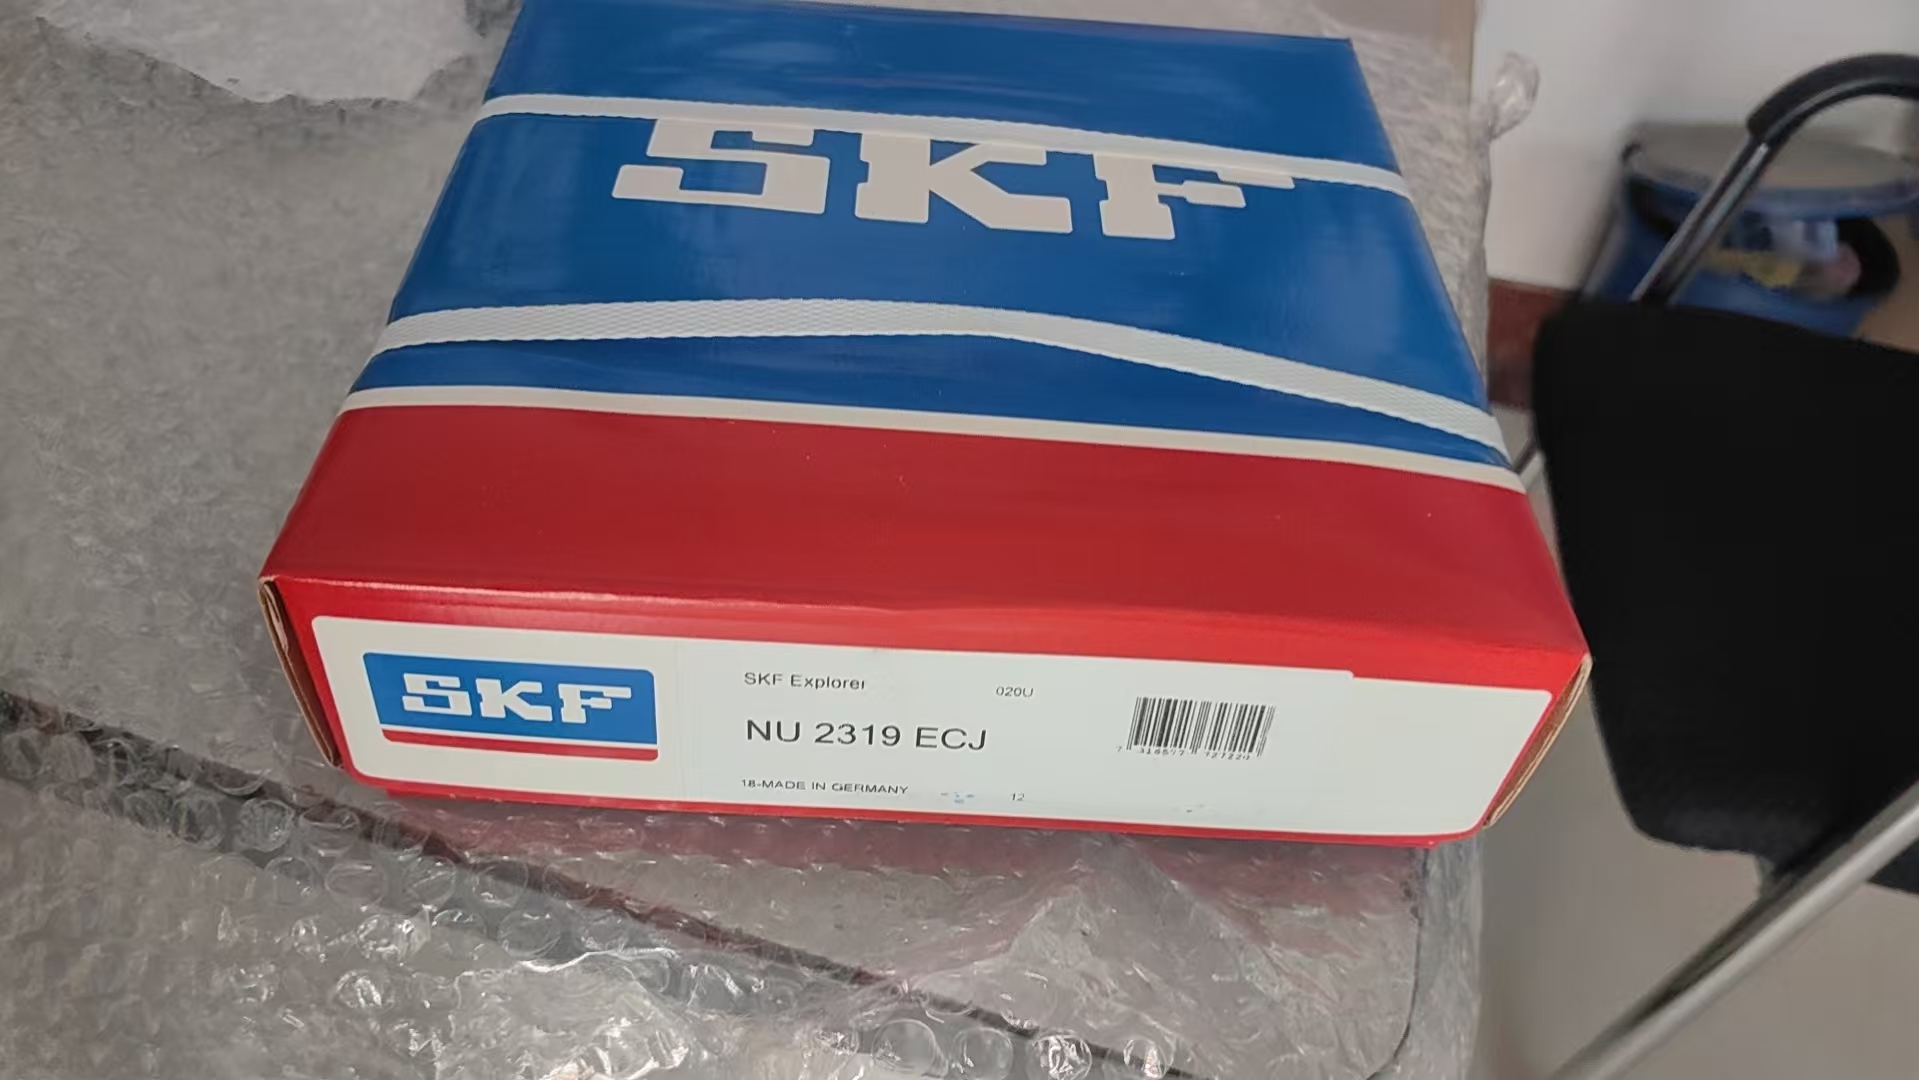 SKF
SKF
SKF Explorer
020U
NU 2319 ECJ
18-MADE IN GERMANY
12